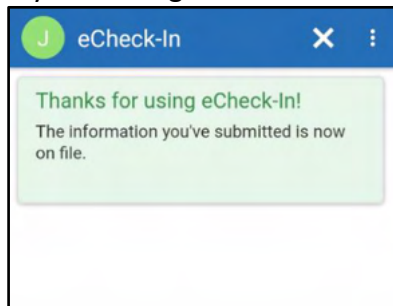 J eCheck-In
Thanks for using eCheck-In!
The information you've submitted is now
on file.